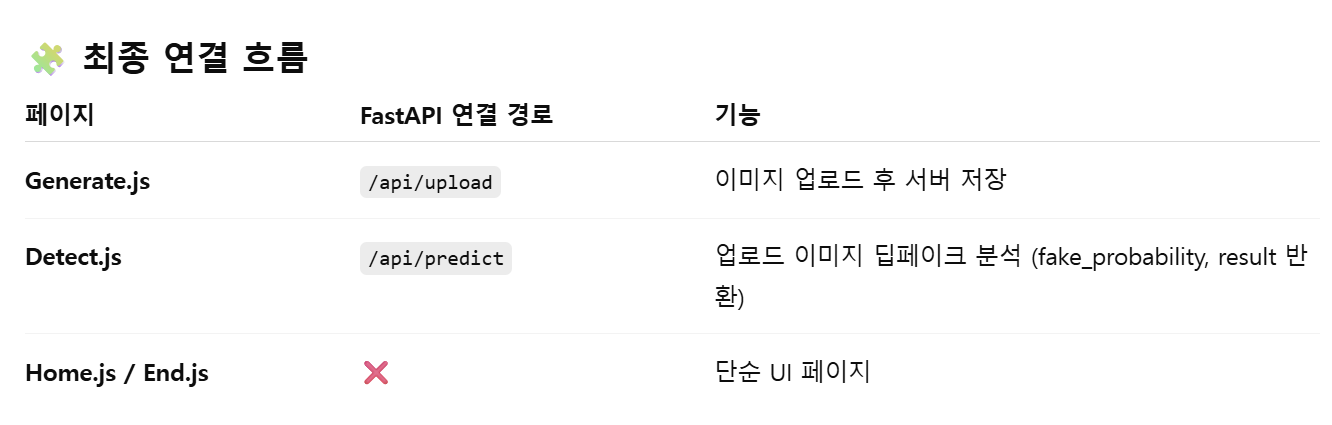 🧩 최종 연결 흐름
페이지 FastAPI 연결 경로 기능
Generate.js /api/upload 이미지 업로드 후 서버 저장
Detect.js /api/predict 업로드 이미지 딥페이크 분석 (fake_probability, result 반
환)
Home.js / End.js ❌ 단순 UI 페이지